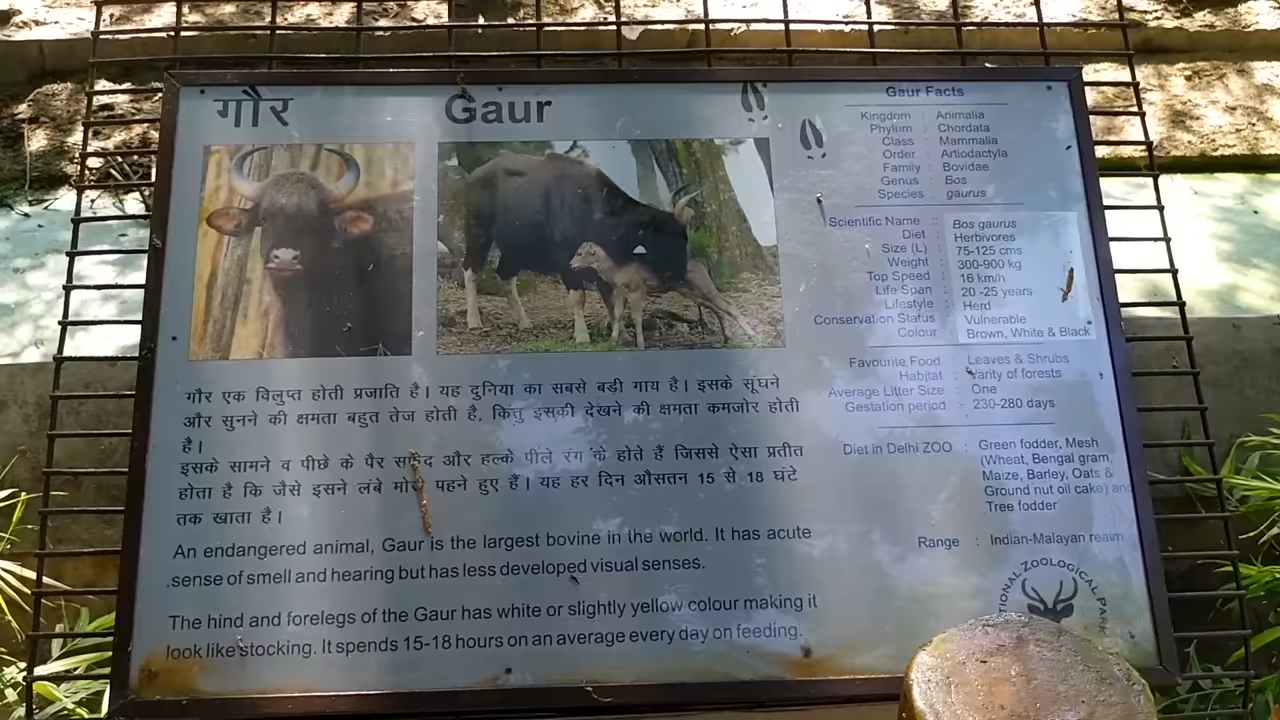 गौर
Gaur
गौर एक विलुप्त होती प्रजाति है। यह दुनिया का सबसे बड़ी गाय है। इसके सूंघने
और सुनने की क्षमता बहुत तेज होती है, किंतु इसकी देखने की क्षमता कमजोर होती
है।
इसके सामने व पीछे के पैर सफेद और हल्के पीले रंग के होते हैं जिससे ऐसा प्रतीत
होता है कि जैसे इसने लंबे मोजे पहने हुए हैं। यह हर दिन औसतन 15 से 18 घंटे
तक खाता है।
An endangered animal, Gaur is the largest bovine in the world. It has acute
sense of smell and hearing but has less developed visual senses.
The hind and forelegs of the Gaur has white or slightly yellow colour making it
look like stocking. It spends 15-18 hours on an average every day on feeding.
Gaur Facts
Kingdom : Animalia
Phylum : Chordata
Class : Mammalia
Order : Artiodactyla
Family : Bovidae
Genus : Bos
Species : gaurus
Scientific Name :: Bos gaurus
Diet : Herbivores
Size (L) : 75-125 cms
Weight : 300-900 kg
Top Speed : 16 km/h
Life Span : 20 -25 years
Lifestyle : Herd
Conservation Status : Vulnerable
Colour : Brown, White & Black
Favourite Food : Leaves & Shrubs
Habitat : Varity of forests
Average Litter Size : One
Gestation period : 230-280 days
Diet in Delhi ZOO : Green fodder, Mesh
(Wheat, Bengal gram,
Maize, Barley, Oats &
Ground nut oil cake) and
Tree fodder
Range : Indian-Malayan realm
ZOOLOGICAL PARK